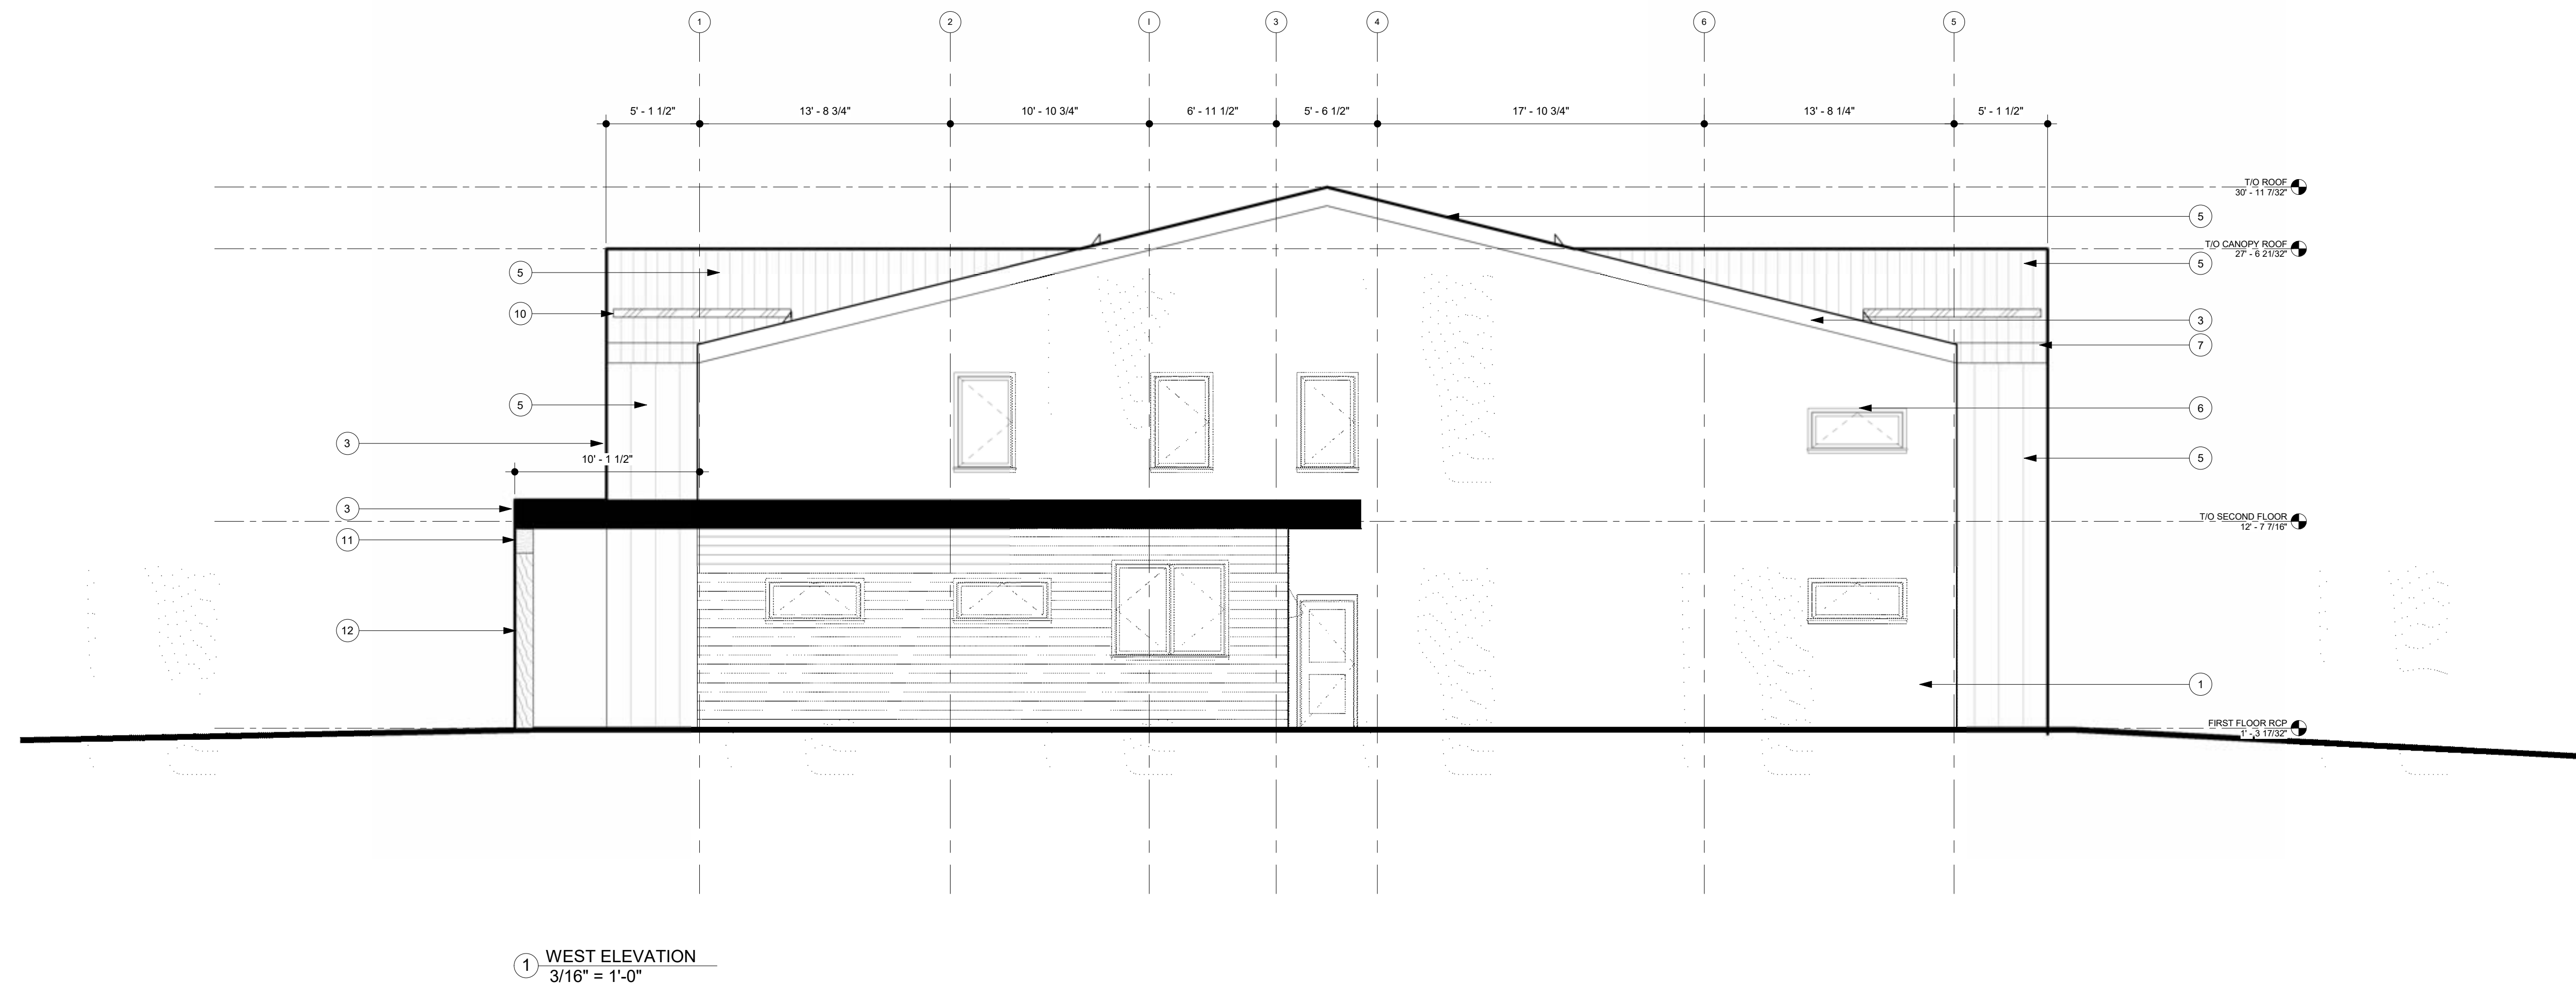 1 2 I 3 4 6 5
5' - 1 1/2" 13' - 8 3/4" 10' - 10 3/4" 6' - 11 1/2" 5' - 6 1/2" 17' - 10 3/4" 13' - 8 1/4" 5' - 1 1/2"
T/O ROOF
30' - 11 7/32"
5
T/O CANOPY ROOF
27' - 6 21/32"
5
5
10
3
7
5
6
3
10' - 1 1/2"
5
3
T/O SECOND FLOOR
12' - 7 7/16"
11
12
1
FIRST FLOOR RCP
1' - 3 17/32"
1 WEST ELEVATION
3/16" = 1'-0"